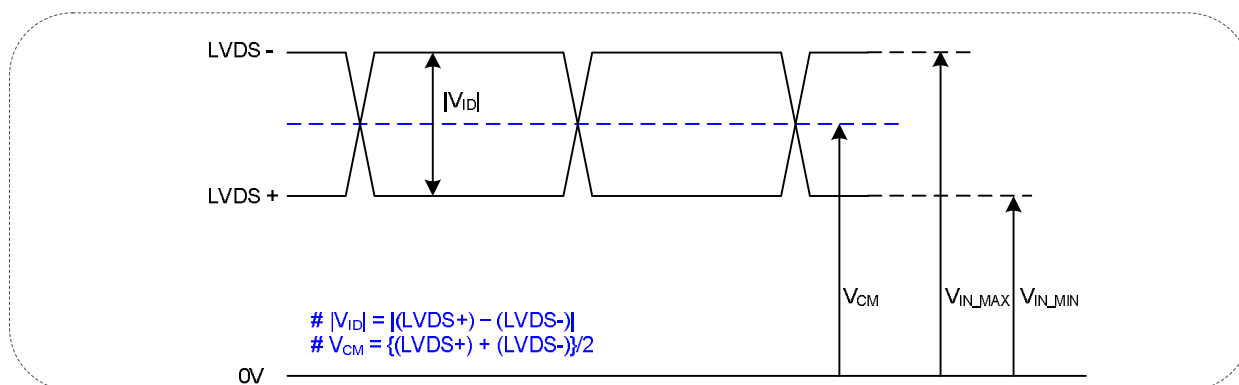 LVDS -
|VID|
LVDS +
VCM
VIN_MAX
VIN_MIN
# |VID| = |(LVDS+) – (LVDS-)|
# VCM = {(LVDS+) + (LVDS-)}/2
0V